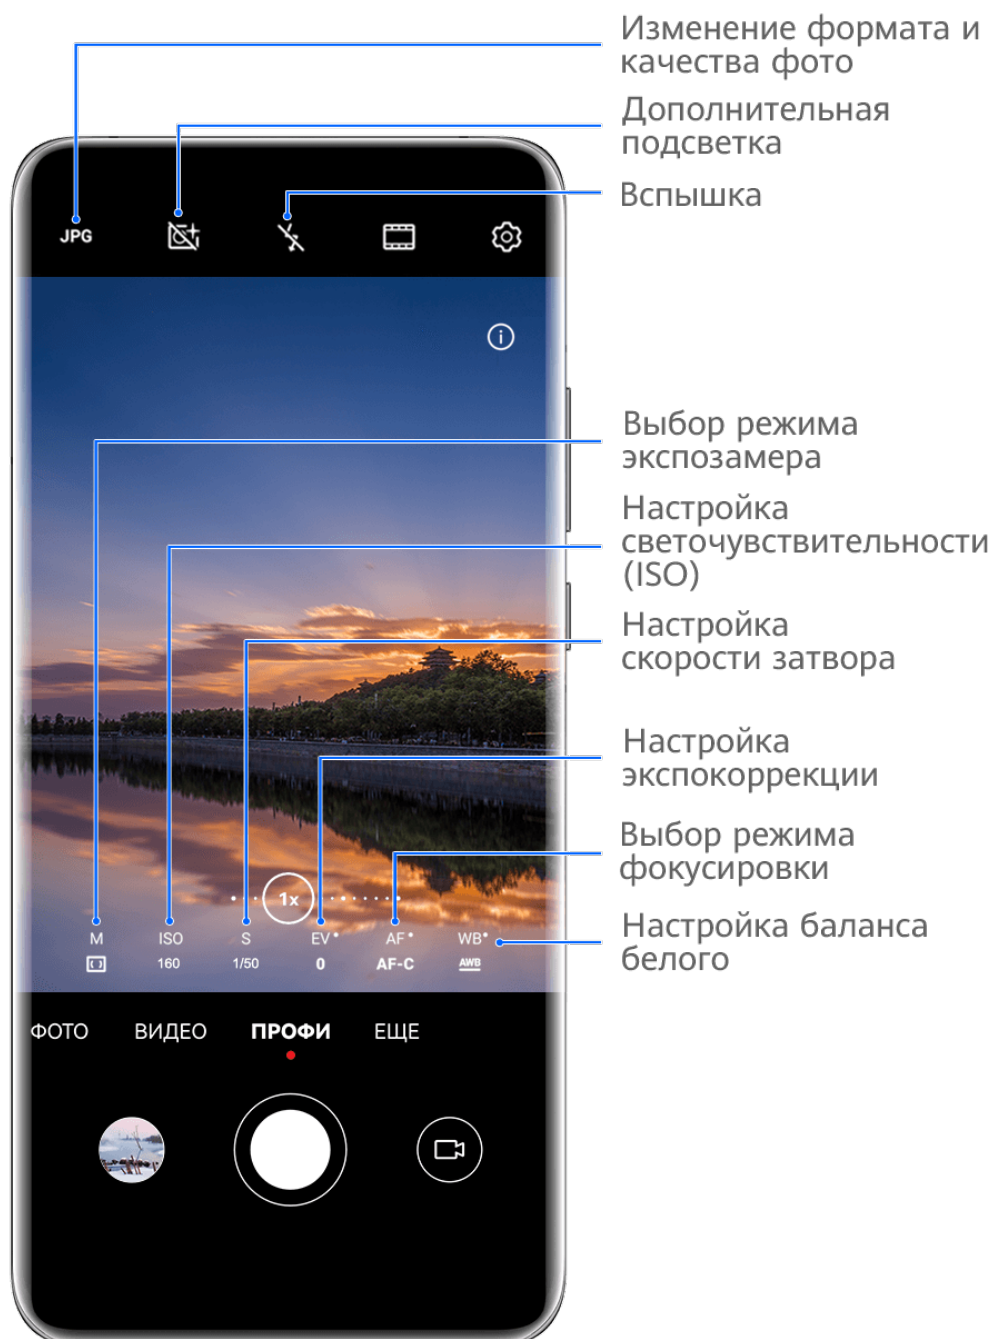 Изменение формата и
качества фото
Дополнительная
подсветка
Вспышка
JPG
Выбор режима
экспозамера
Настройка
светочувствительности
(ISO)
Настройка
скорости затвора
Настройка
экспокоррекции
Выбор режима
фокусировки
Настройка баланса
белого
1x
M ISO S EV AF WB
160 1/50 0 AF-C AWB
ФОТО ВИДЕО ПРОФИ ЕЩЕ